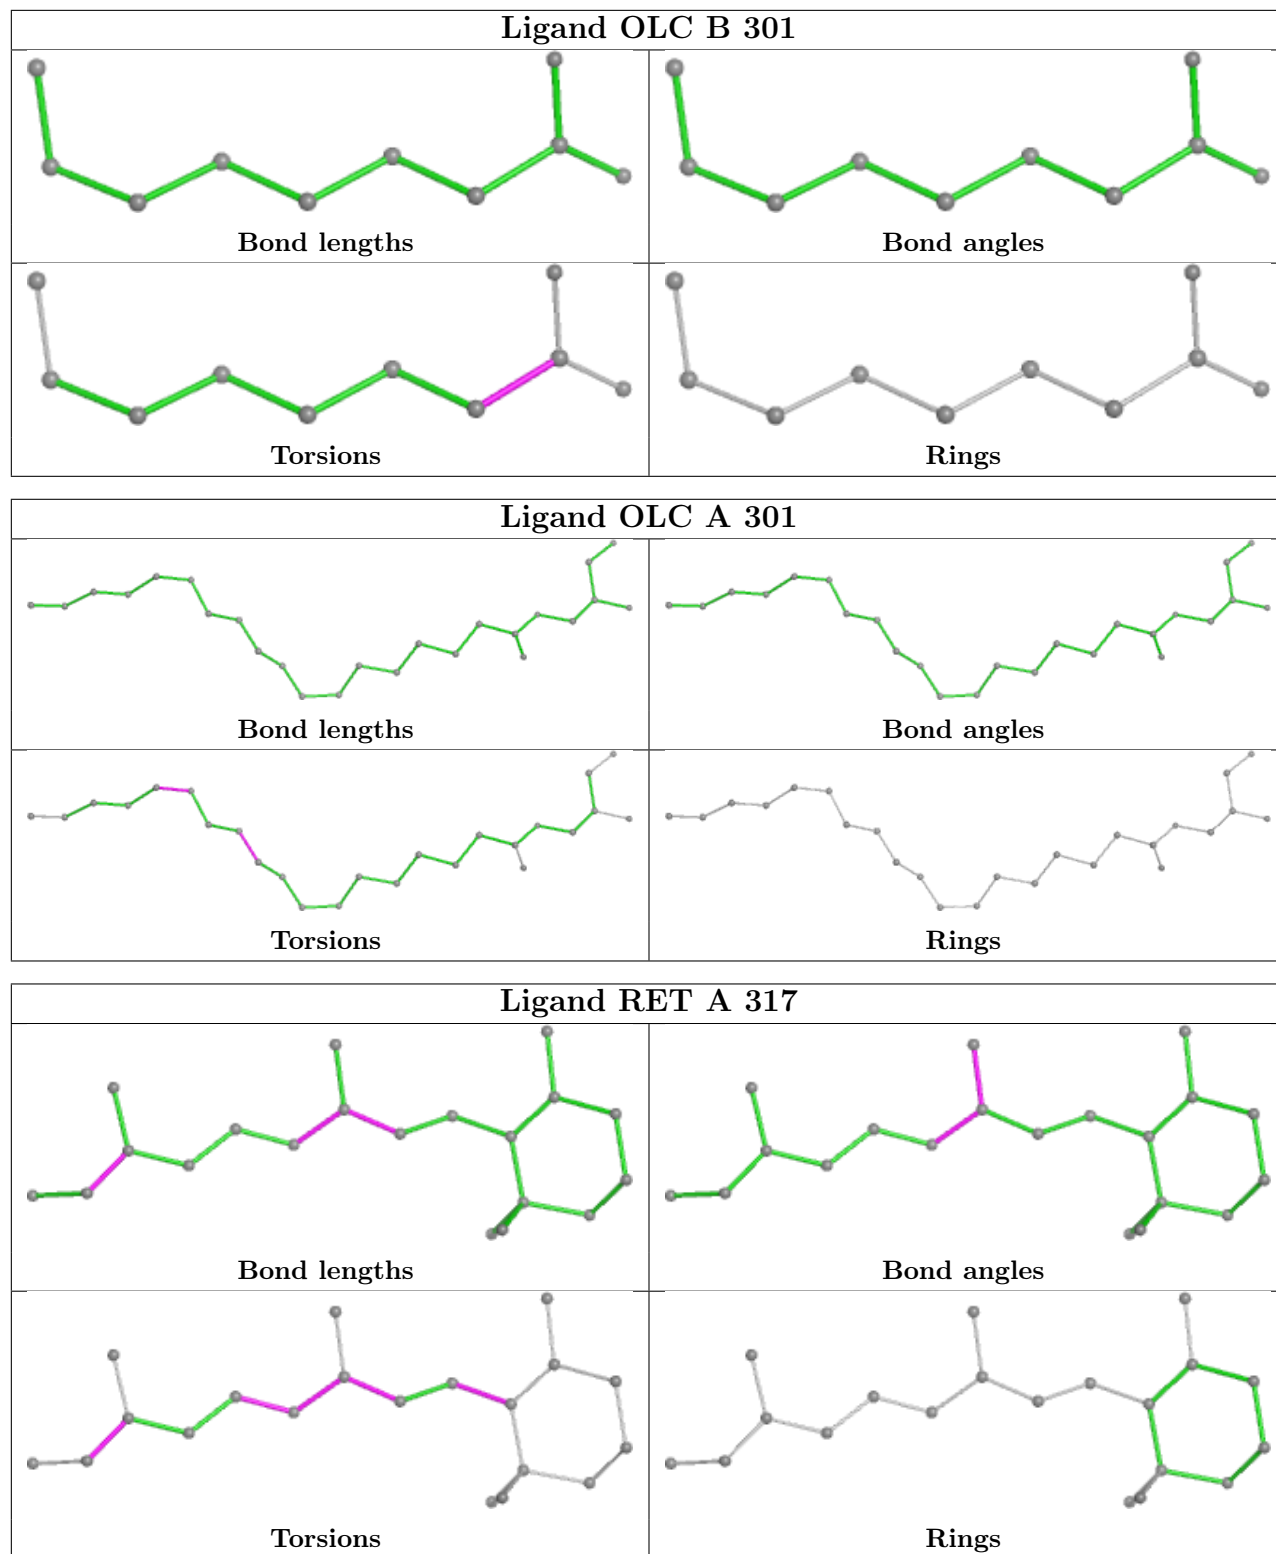 Ligand OLC B 301
Bond lengths
Bond angles
Torsions
Rings
Ligand OLC A 301
Bond lengths
Bond angles
Torsions
Rings
Ligand RET A 317
Bond lengths
Bond angles
Torsions
Rings